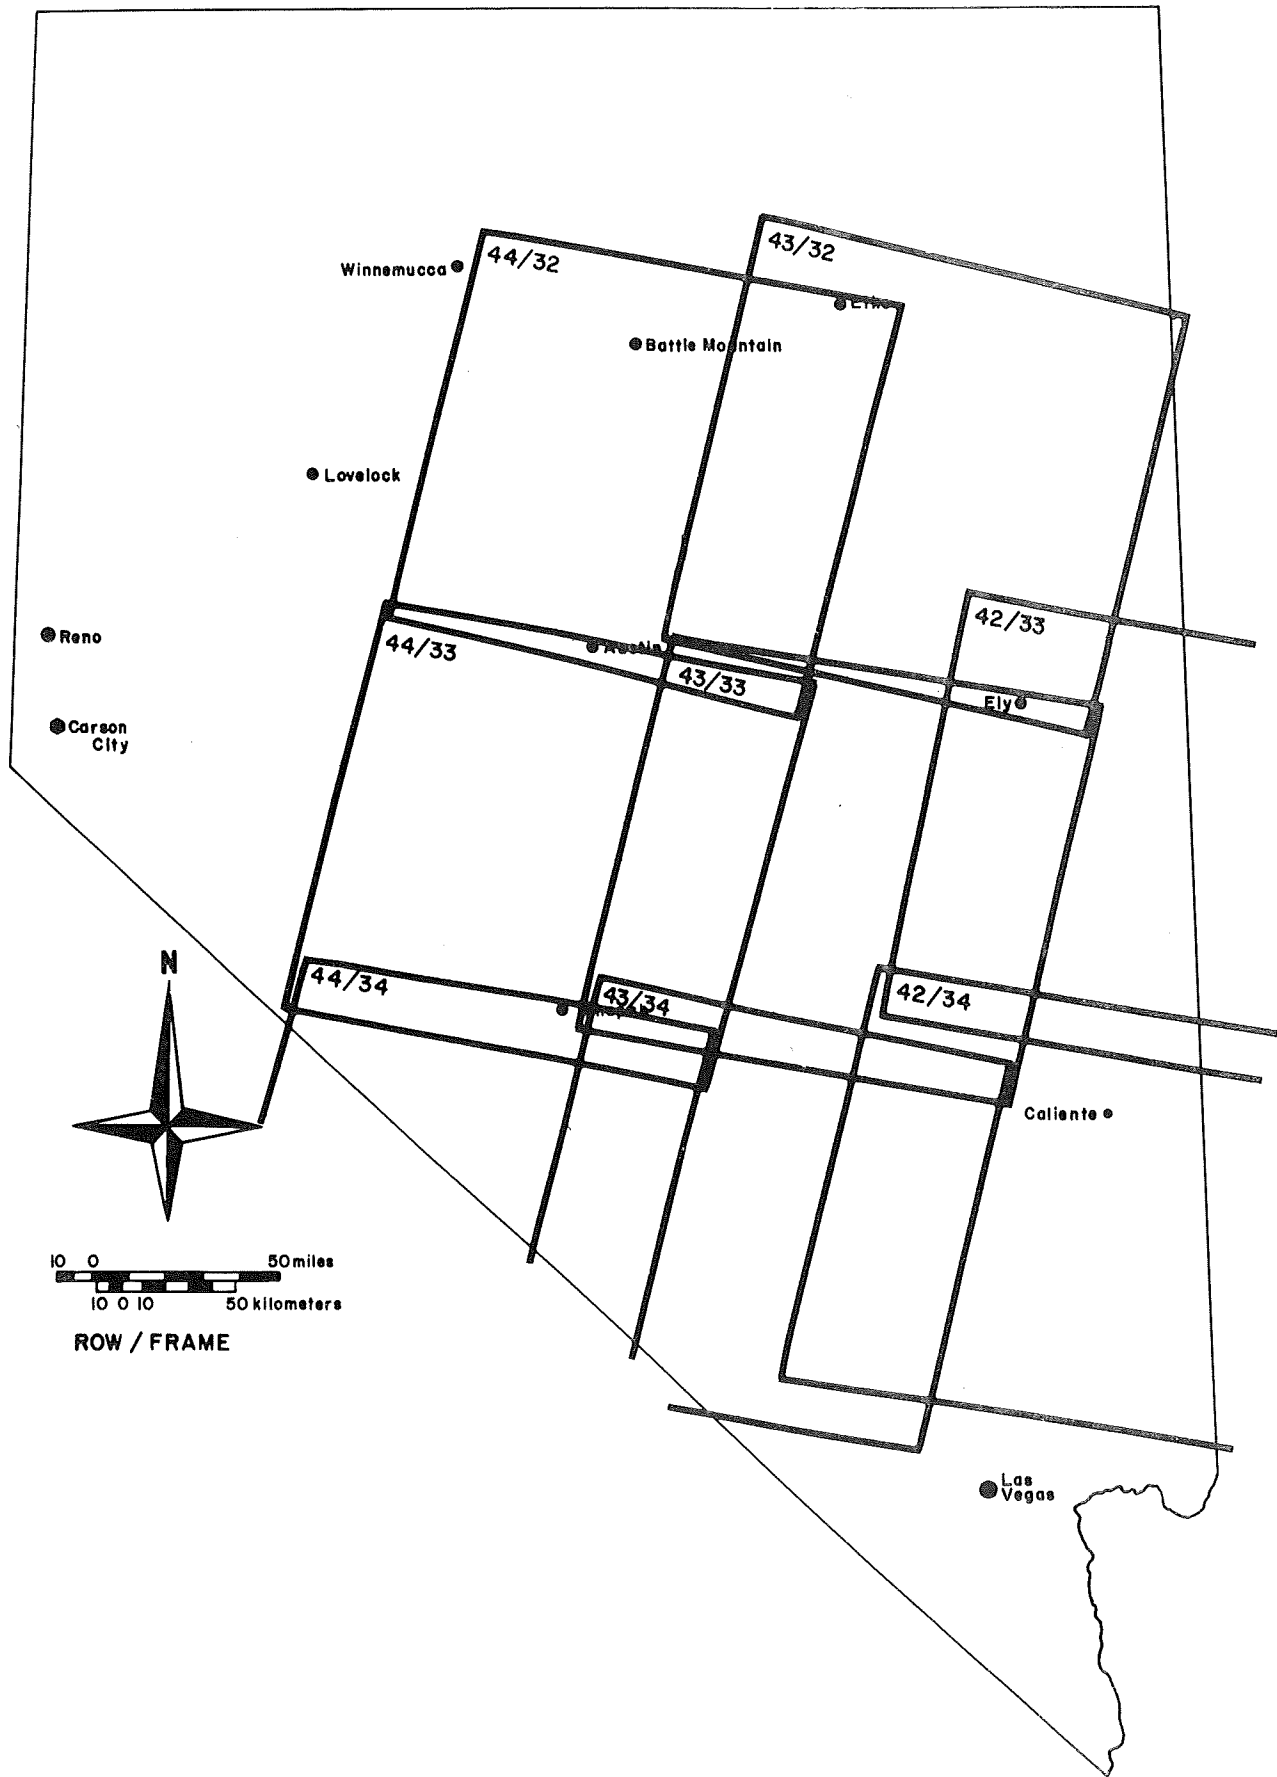 43/32
44/32
Winnemucca
Battle Mountain
Lovelock
42/33
Reno
44/33
Austin
43/33
Ely
Carson
City
N
44/34
43/34
42/34
Caliente
10 0 50 miles
10 0 10 50 kilometers
ROW / FRAME
Las
Vegas